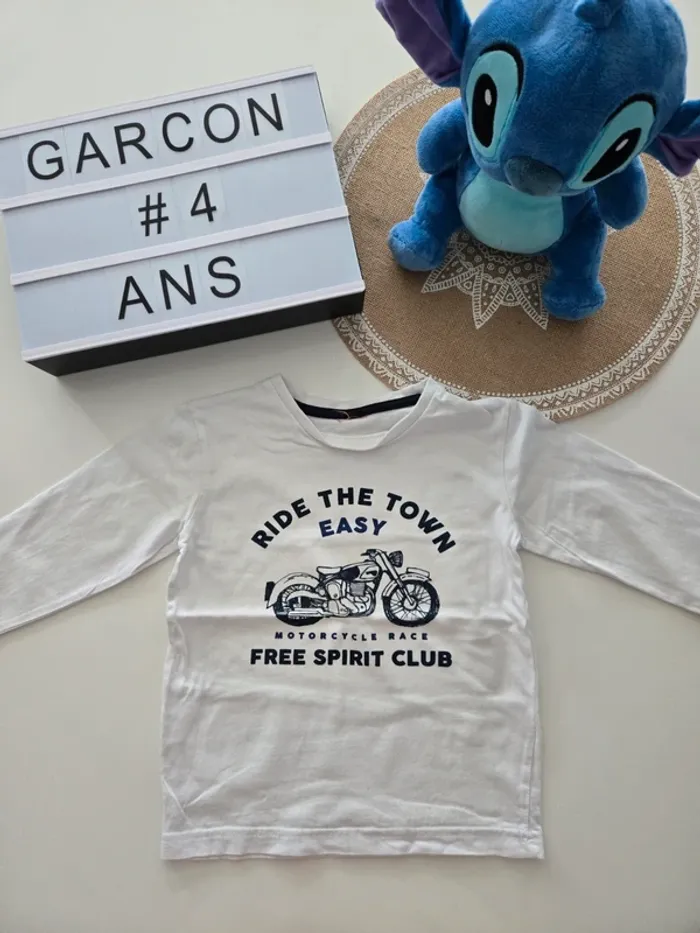 GARCON
# 4
ANS
RIDE THE TOWN
EASY
MOTORCYCLE RACE
FREE SPIRIT CLUB